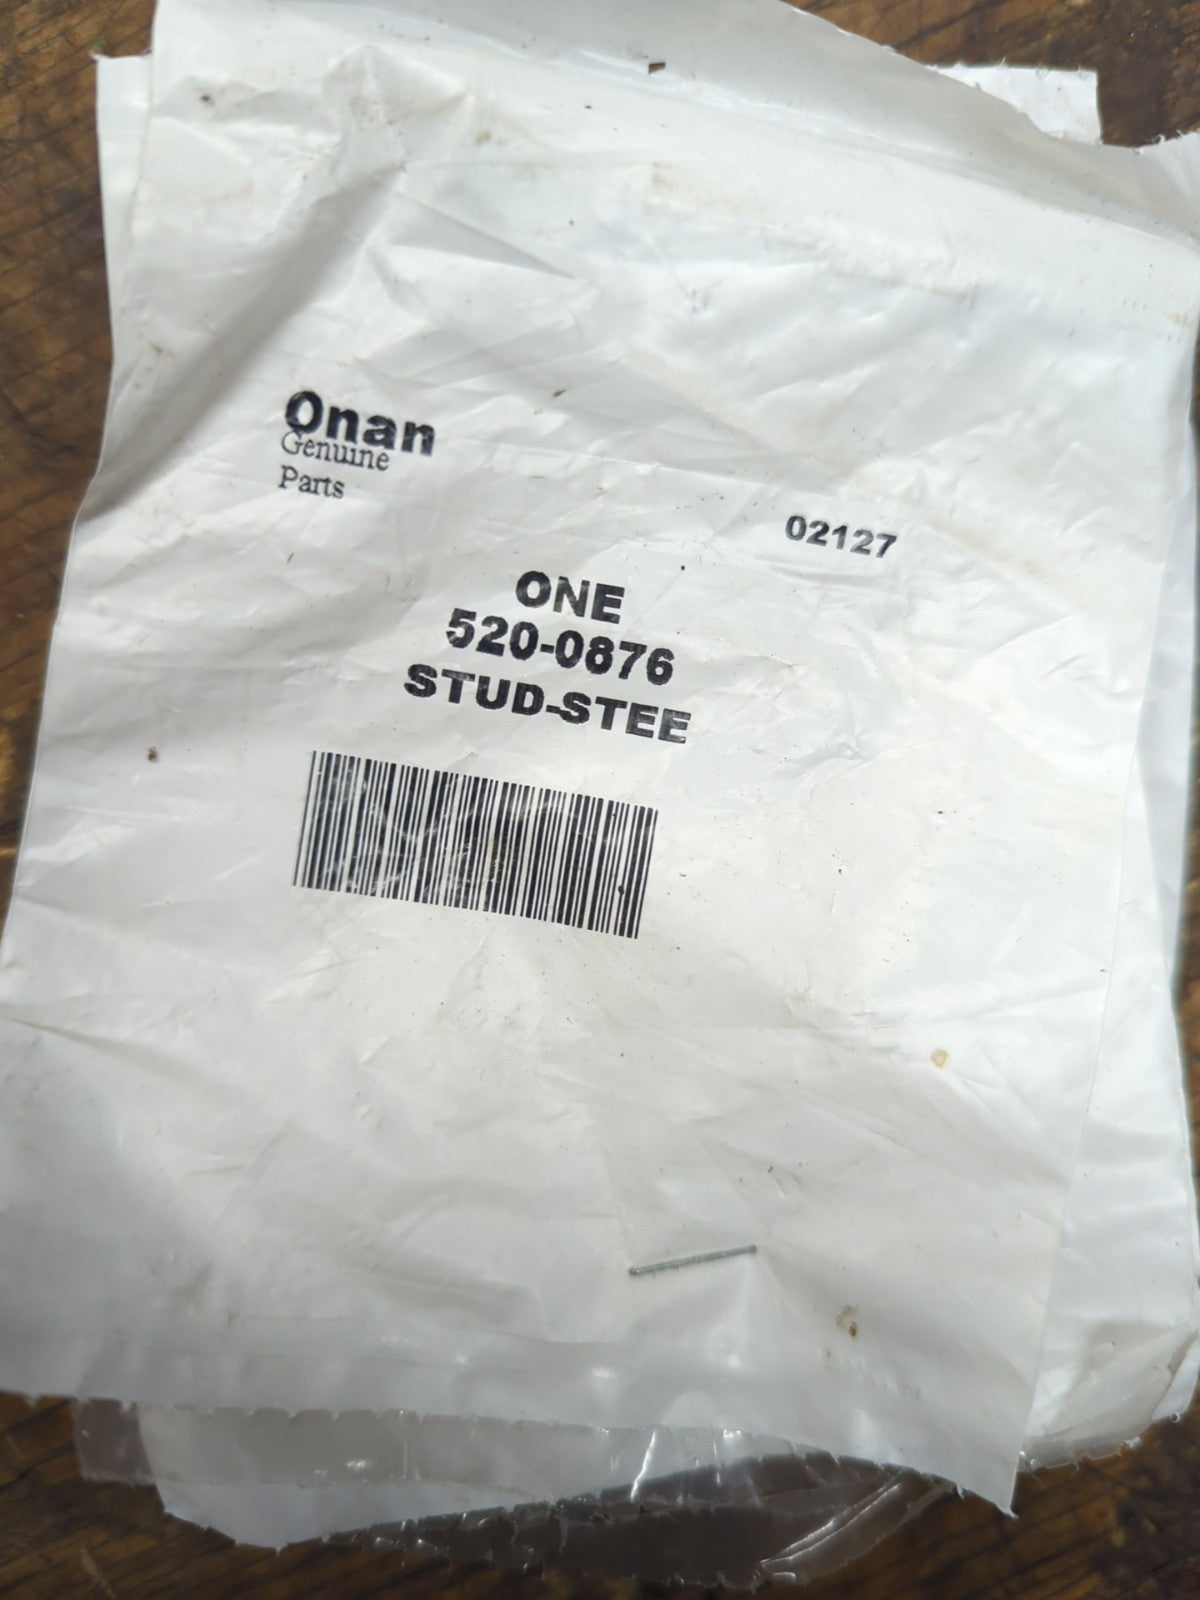 Onan
Genuine
Parts
02127
ONE
520-0876
STUD-STEE